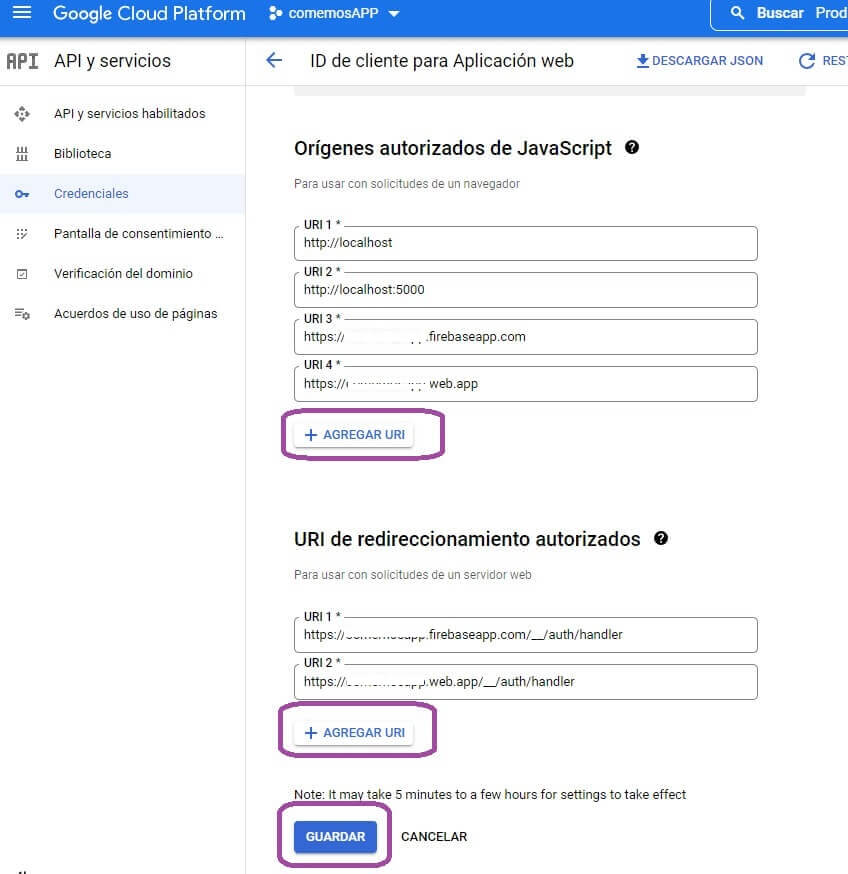 Google Cloud Platform
comemosAPP
Buscar Prod
API API y servicios
ID de cliente para Aplicación web
DESCARGAR JSON
REST
API y servicios habilitados
Biblioteca
Credenciales
Pantalla de consentimiento ...
Verificación del dominio
Acuerdos de uso de páginas
Orígenes autorizados de JavaScript
Para usar con solicitudes de un navegador
URI 1 *
http://localhost
URI 2 *
http://localhost:5000
URI 3 *
https:// .firebaseapp.com
URI 4 *
https:// web.app
+ AGREGAR URI
URI de redireccionamiento autorizados
Para usar con solicitudes de un servidor web
URI 1 *
https:// .firebaseapp.com/__/auth/handler
URI 2 *
https:// .web.app/__/auth/handler
+ AGREGAR URI
Note: It may take 5 minutes to a few hours for settings to take effect
GUARDAR
CANCELAR